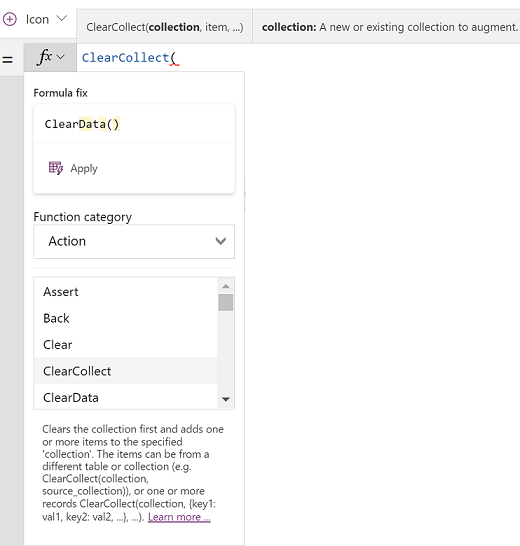 Icon
ClearCollect(collection, item, ...)
collection: A new or existing collection to augment.
= fx ClearCollect(
Formula fix
ClearData()
Apply
Function category
Action
Assert
Back
Clear
ClearCollect
ClearData
Clears the collection first and adds one
or more items to the specified
'collection'. The items can be from a
different table or collection (e.g.
ClearCollect(collection,
source_collection)), or one or more
records ClearCollect(collection, {key1:
val1, key2: val2, ...}, ...). Learn more ...